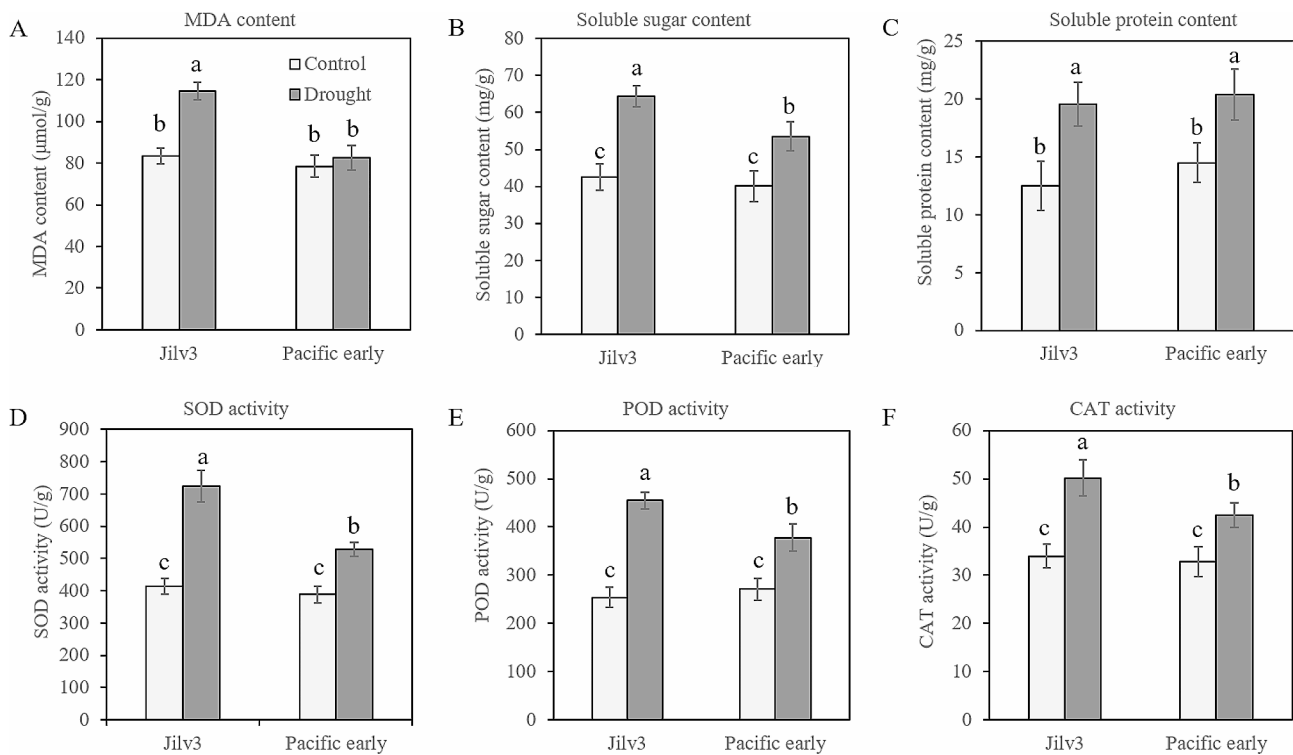 A
MDA content
MDA content (μmol/g)
140
120
100
80
60
40
20
0
Control
Drought
b
a
b
b
Jilv3
Pacific early
B
Soluble sugar content
Soluble sugar content (mg/g)
80
70
60
50
40
30
20
10
0
c
a
c
b
Jilv3
Pacific early
C
Soluble protein content
Soluble protein content (mg/g)
25
20
15
10
5
0
b
a
b
a
Jilv3
Pacific early
D
SOD activity
SOD activity (U/g)
900
800
700
600
500
400
300
200
100
0
c
a
c
b
Jilv3
Pacific early
E
POD activity
POD activity (U/g)
600
500
400
300
200
100
0
c
a
c
b
Jilv3
Pacific early
F
CAT activity
CAT activity (U/g)
60
50
40
30
20
10
0
c
a
c
b
Jilv3
Pacific early